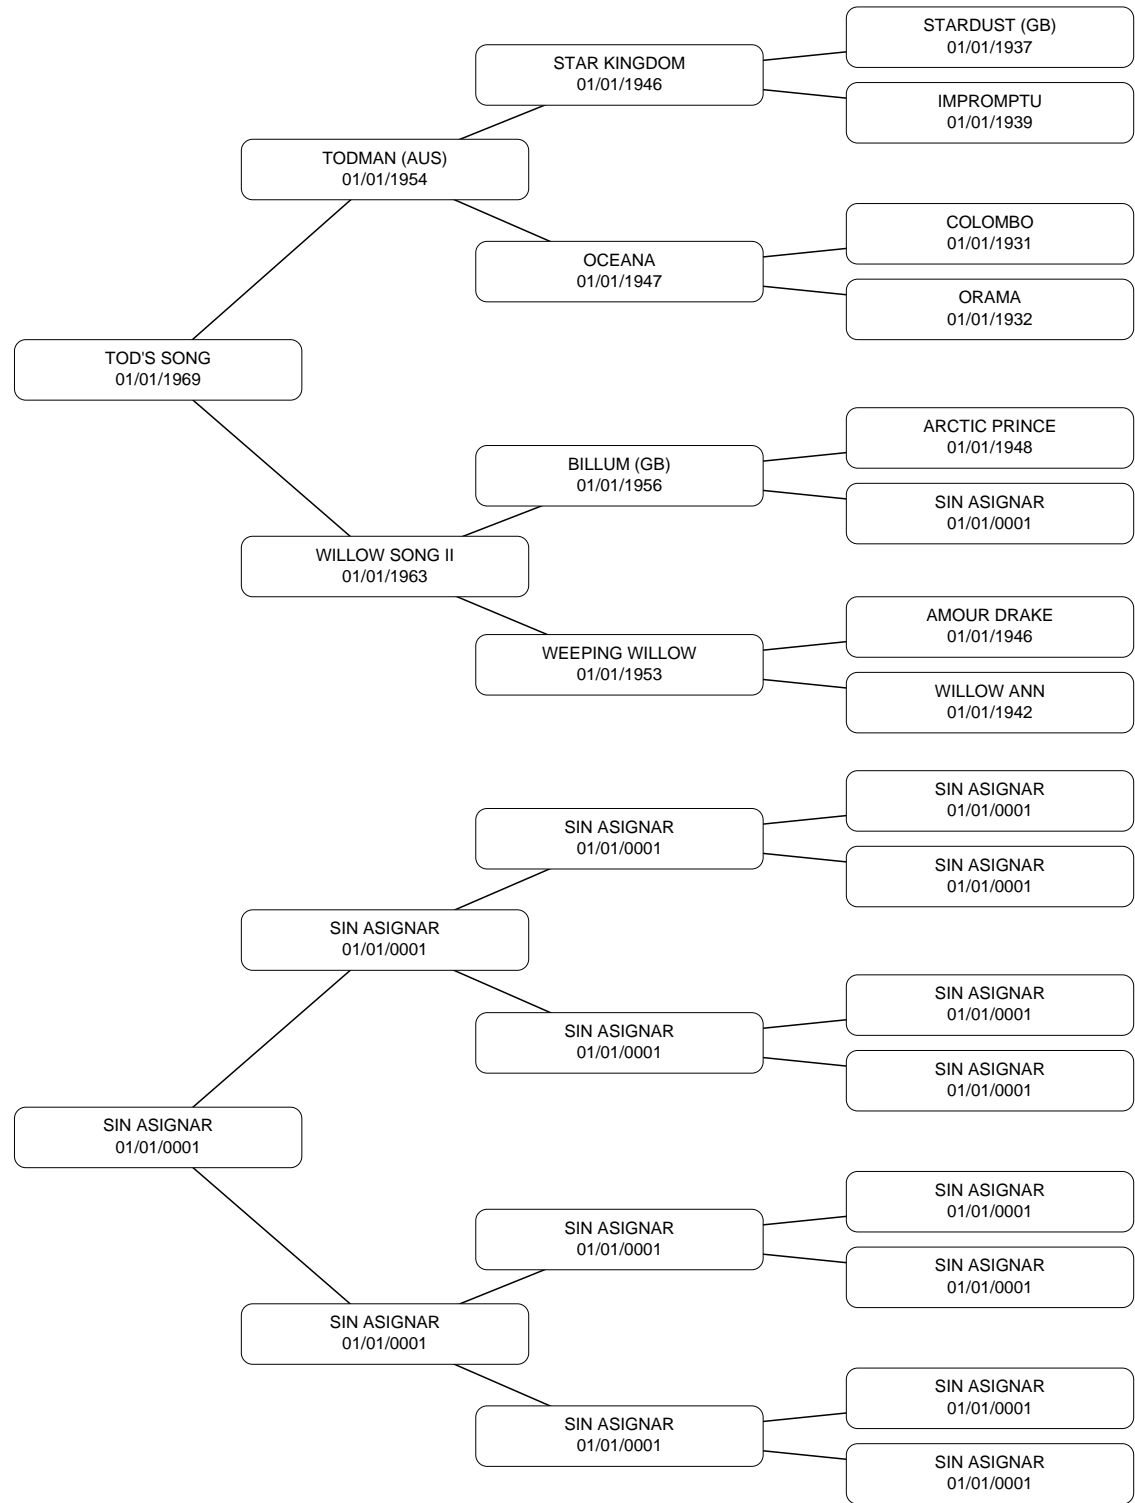 STARDUST (GB)
01/01/1937
STAR KINGDOM
01/01/1946
IMPROMPTU
01/01/1939
TODMAN (AUS)
01/01/1954
COLOMBO
01/01/1931
OCEANA
01/01/1947
ORAMA
01/01/1932
TOD'S SONG
01/01/1969
ARCTIC PRINCE
01/01/1948
BILLUM (GB)
01/01/1956
SIN ASIGNAR
01/01/0001
WILLOW SONG II
01/01/1963
AMOUR DRAKE
01/01/1946
WEEPING WILLOW
01/01/1953
WILLOW ANN
01/01/1942
SIN ASIGNAR
01/01/0001
SIN ASIGNAR
01/01/0001
SIN ASIGNAR
01/01/0001
SIN ASIGNAR
01/01/0001
SIN ASIGNAR
01/01/0001
SIN ASIGNAR
01/01/0001
SIN ASIGNAR
01/01/0001
SIN ASIGNAR
01/01/0001
SIN ASIGNAR
01/01/0001
SIN ASIGNAR
01/01/0001
SIN ASIGNAR
01/01/0001
SIN ASIGNAR
01/01/0001
SIN ASIGNAR
01/01/0001
SIN ASIGNAR
01/01/0001
SIN ASIGNAR
01/01/0001